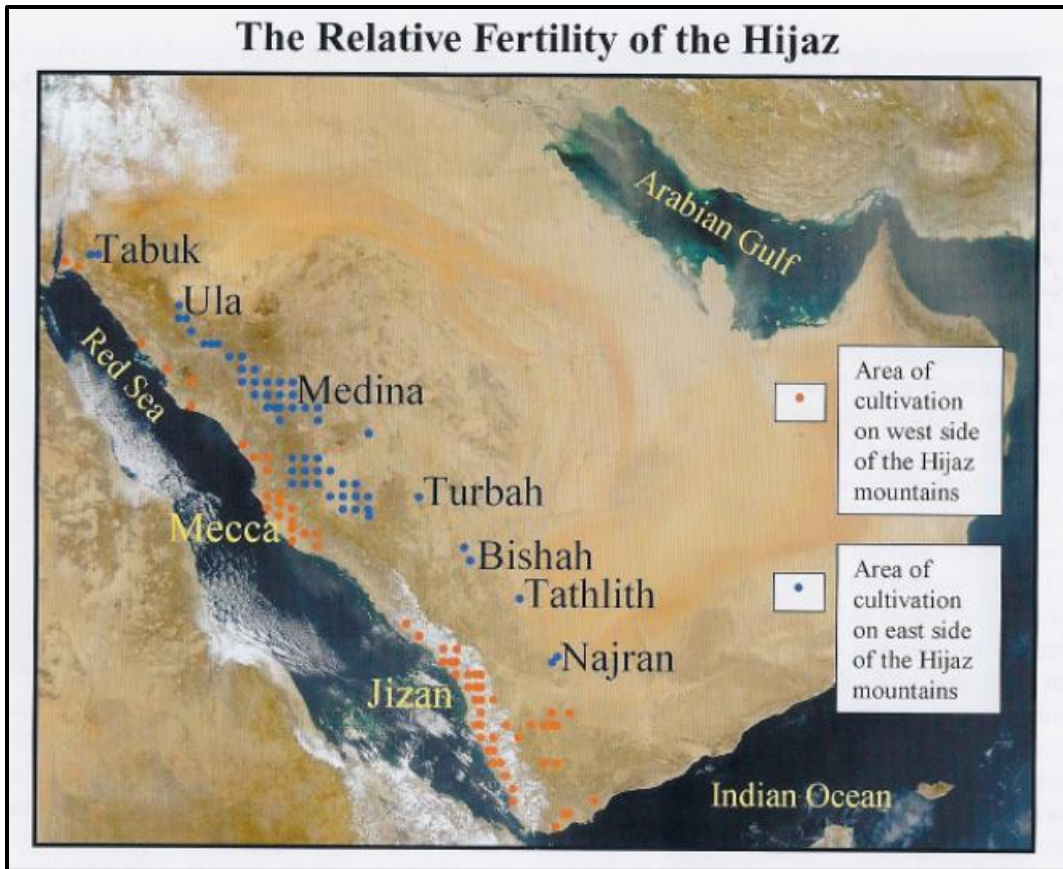 The Relative Fertility of the Hijaz
Arabian Gulf
Tabuk
Ula
Red Sea
Medina
Area of
cultivation
on west side
of the Hijaz
mountains
Turbah
Mecca
Bishah
Tathlith
Area of
cultivation
on east side
of the Hijaz
mountains
Najran
Jizan
Indian Ocean